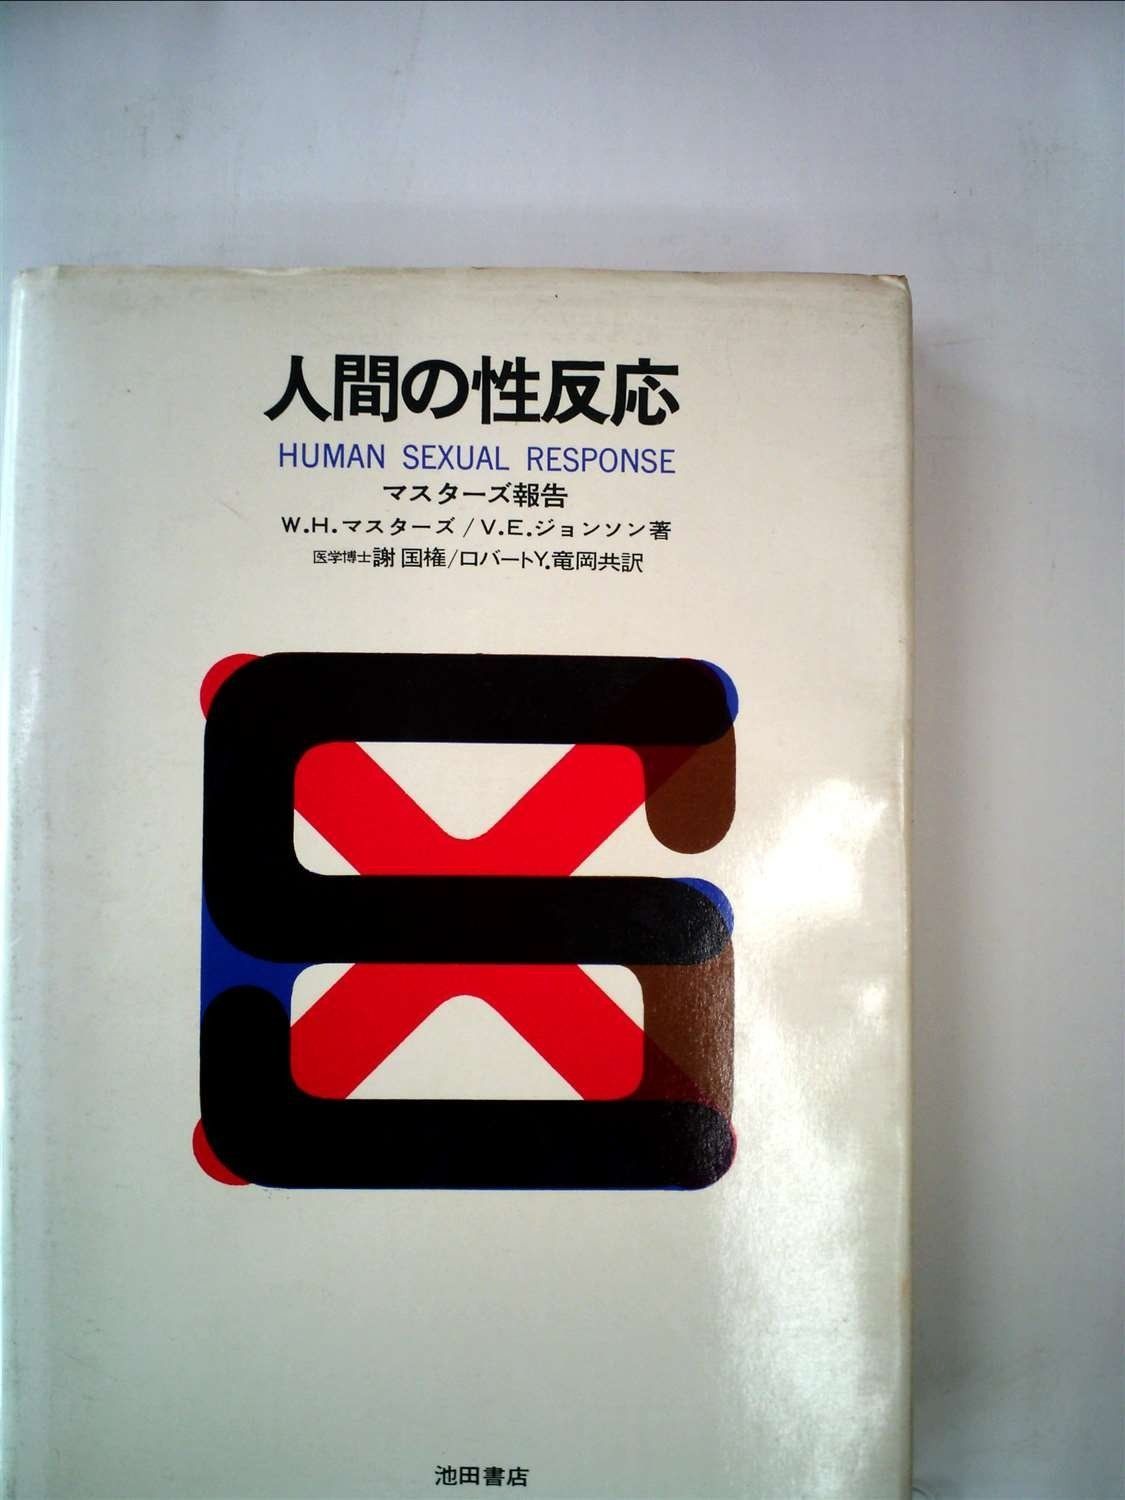 人間の性反応
HUMAN SEXUAL RESPONSE
マスターズ報告
W.H.マスターズ/V.E.ジョンソン著
医学博士謝国権/ロバートY.竜岡共訳
池田書店